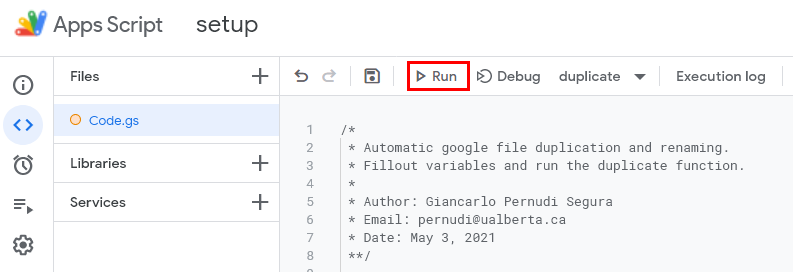 Apps Script setup
Files
Run Debug duplicate Execution log
Code.gs
Libraries
Services
1 /*
2 * Automatic google file duplication and renaming.
3 * Fillout variables and run the duplicate function.
4 *
5 * Author: Giancarlo Pernudi Segura
6 * Email: pernudi@ualberta.ca
7 * Date: May 3, 2021
8 **/